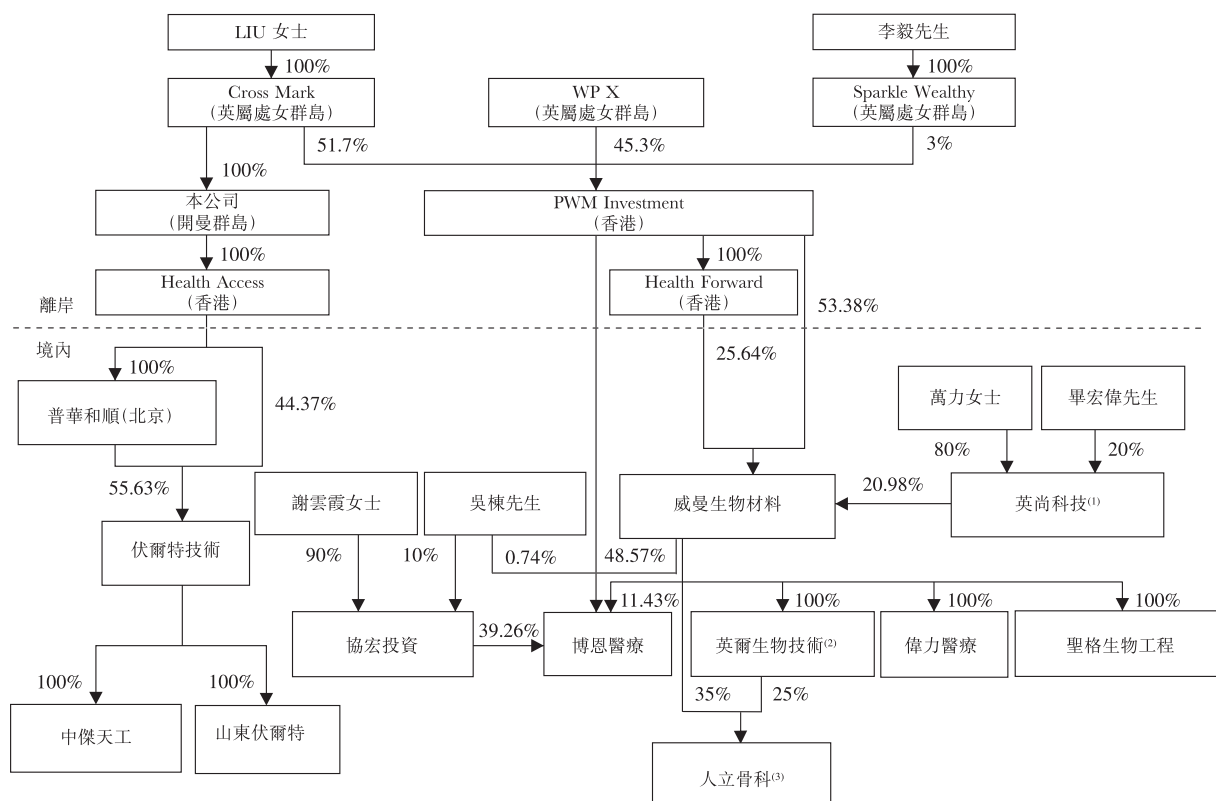 LIU 女士
李毅先生
100%
100%
Cross Mark
(英屬處女群島)
WP X
(英屬處女群島)
Sparkle Wealthy
(英屬處女群島)
51.7%
45.3%
3%
100%
本公司
(開曼群島)
PWM Investment
(香港)
100%
100%
Health Access
(香港)
Health Forward
(香港)
離岸
53.38%
境內
100%
25.64%
普華和順(北京)
44.37%
萬力女士
畢宏偉先生
80%
20%
55.63%
謝雲霞女士
吳棟先生
威曼生物材料
20.98%
英尚科技(1)
伏爾特技術
90%
10%
0.74%
48.57%
11.43%
100%
100%
100%
協宏投資
39.26%
博恩醫療
英爾生物技術(2)
偉力醫療
聖格生物工程
100%
100%
35%
25%
中傑天工
山東伏爾特
人立骨科(3)